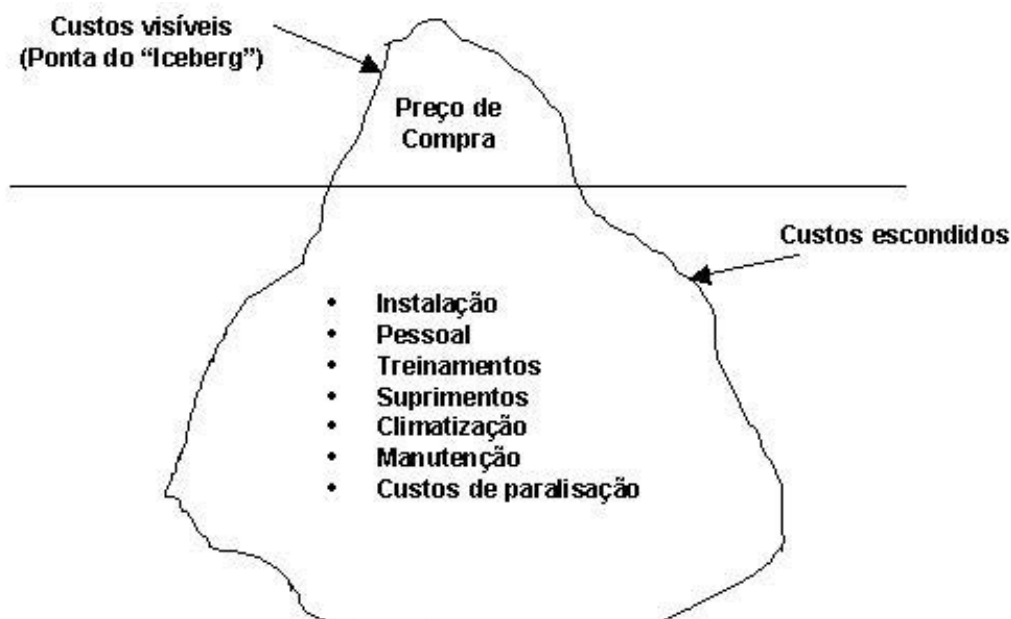 Custos visíveis
(Ponta do “Iceberg”)
Preço de
Compra
Custos escondidos
• Instalação
• Pessoal
• Treinamentos
• Suprimentos
• Climatização
• Manutenção
• Custos de paralisação